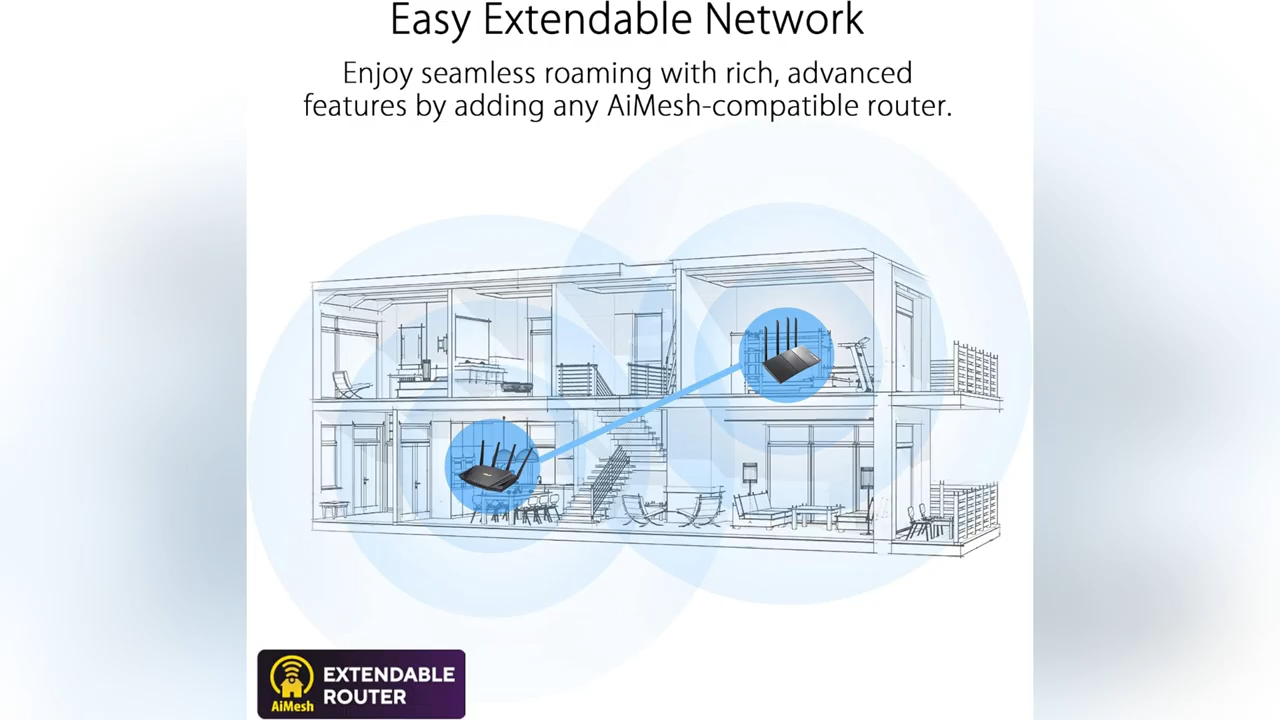 Easy Extendable Network
Enjoy seamless roaming with rich, advanced
features by adding any AiMesh-compatible router.
EXTENDABLE
ROUTER
AiMesh